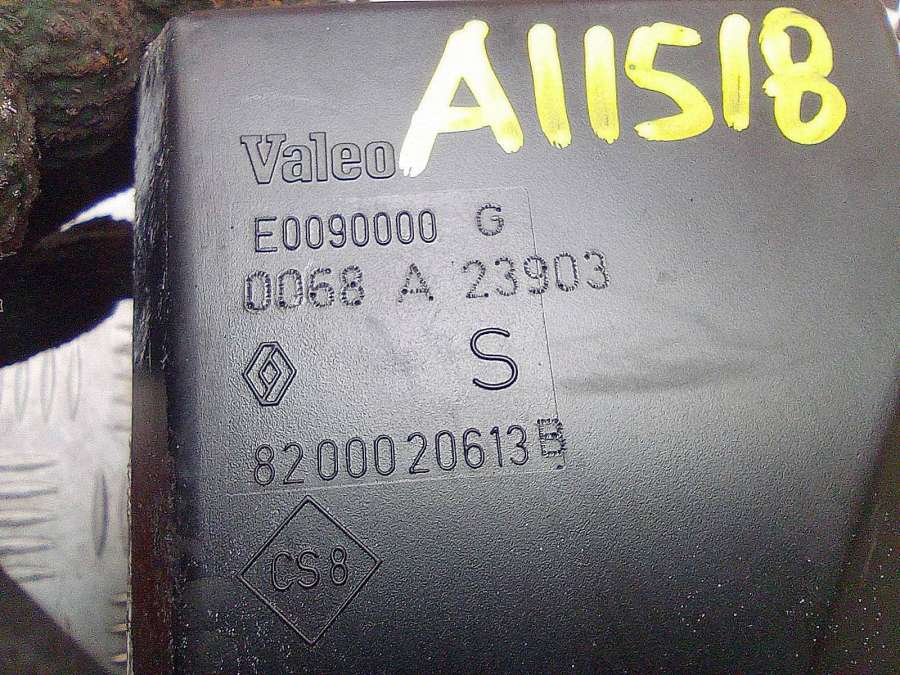 A11518
Valeo
E0090000 G
0068 A 23903
S
8200020613B
CS8